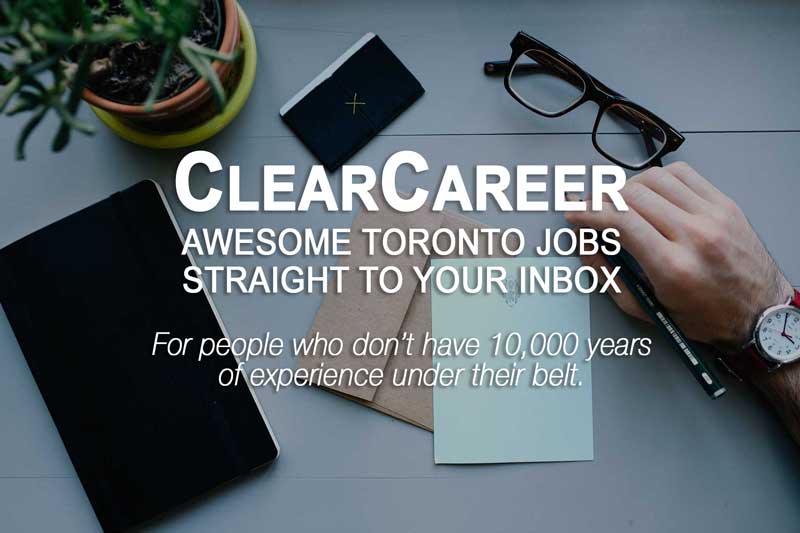 CLEARCAREER
AWESOME TORONTO JOBS
STRAIGHT TO YOUR INBOX
For people who don't have 10,000 years
of experience under their belt.